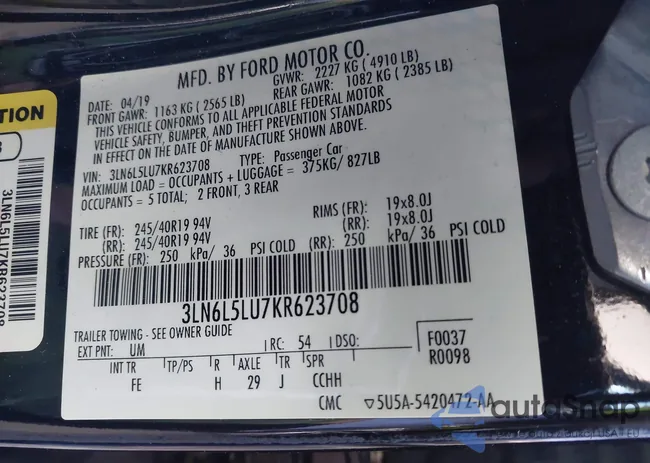 TION
3LN6L5LU7KR623708
MFD. BY FORD MOTOR CO.
DATE: 04/19 GVWR: 2227 KG ( 4910 LB)
FRONT GAWR: 1163 KG ( 2565 LB) REAR GAWR: 1082 KG ( 2385 LB)
THIS VEHICLE CONFORMS TO ALL APPLICABLE FEDERAL MOTOR
VEHICLE SAFETY, BUMPER, AND THEFT PREVENTION STANDARDS
IN EFFECT ON THE DATE OF MANUFACTURE SHOWN ABOVE.
VIN: 3LN6L5LU7KR623708 TYPE: Passenger Car
MAXIMUM LOAD = OCCUPANTS + LUGGAGE = 375KG/ 827LB
OCCUPANTS = 5 TOTAL; 2 FRONT, 3 REAR
TIRE (FR): 245/40R19 94V RIMS (FR): 19x8.0J
(RR): 245/40R19 94V (RR): 19x8.0J
PRESSURE (FR): 250 kPa/ 36 PSI COLD (RR): 250 kPa/ 36 PSI COLD
3LN6L5LU7KR623708
TRAILER TOWING - SEE OWNER GUIDE
EXT PNT: UM RC: 54 DSO: F0037
R0098
INT TR TP/PS R AXLE TR SPR
FE H 29 J CCHH
CMC ▽5U5A-5420472-AA
autoSnap